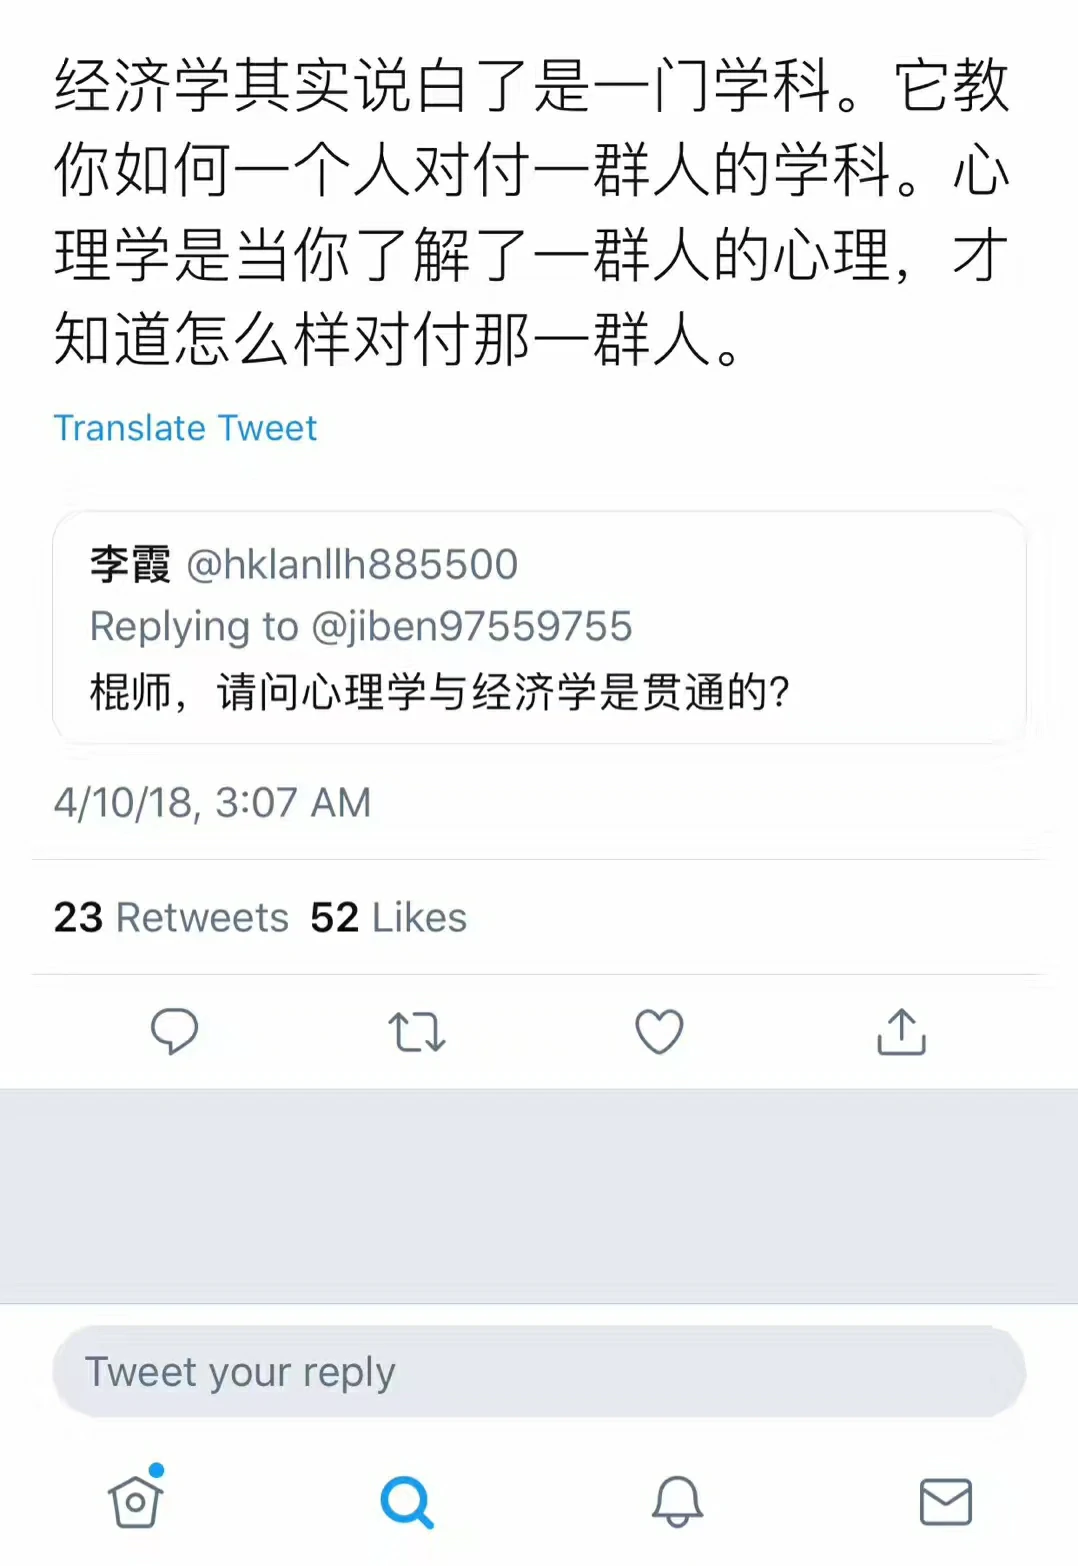 经济学其实说白了是一门学科。它教
你如何一个人对付一群人的学科。心
理学是当你了解了一群人的心理，才
知道怎么样对付那一群人。
Translate Tweet
李霞 @hklanllh885500
Replying to @jiben97559755
棍师，请问心理学与经济学是贯通的？
4/10/18, 3:07 AM
23 Retweets 52 Likes
Tweet your reply